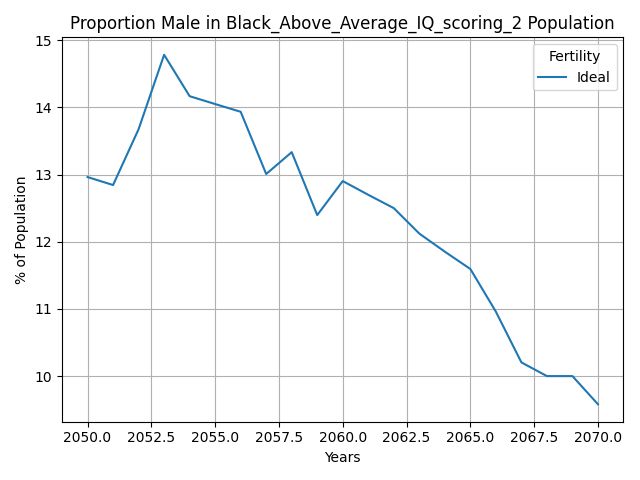 Proportion Male in Black_Above_Average_IQ_scoring_2 Population
Fertility
Ideal
% of Population
15
14
13
12
11
10
2050.0 2052.5 2055.0 2057.5 2060.0 2062.5 2065.0 2067.5 2070.0
Years